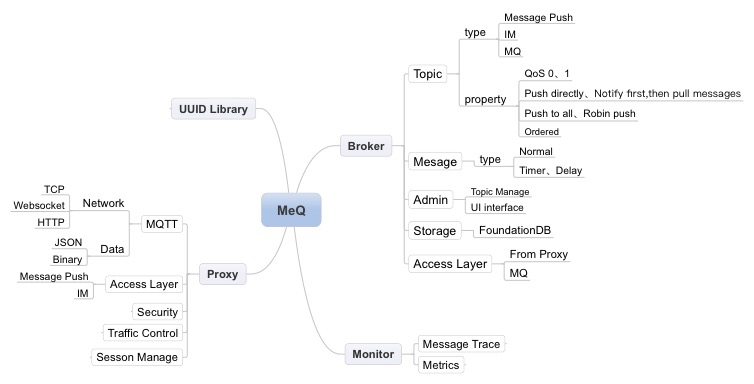 MeQ
UUID Library
Broker
Topic
type
Message Push
IM
MQ
property
QoS 0、1
Push directly、Notify first,then pull messages
Push to all、Robin push
Ordered
Mesage
type
Normal
Timer、Delay
Admin
Topic Manage
UI interface
Storage
FoundationDB
Access Layer
From Proxy
MQ
Proxy
MQTT
Network
TCP
Websocket
HTTP
Data
JSON
Binary
Access Layer
Message Push
IM
Security
Traffic Control
Sesson Manage
Monitor
Message Trace
Metrics